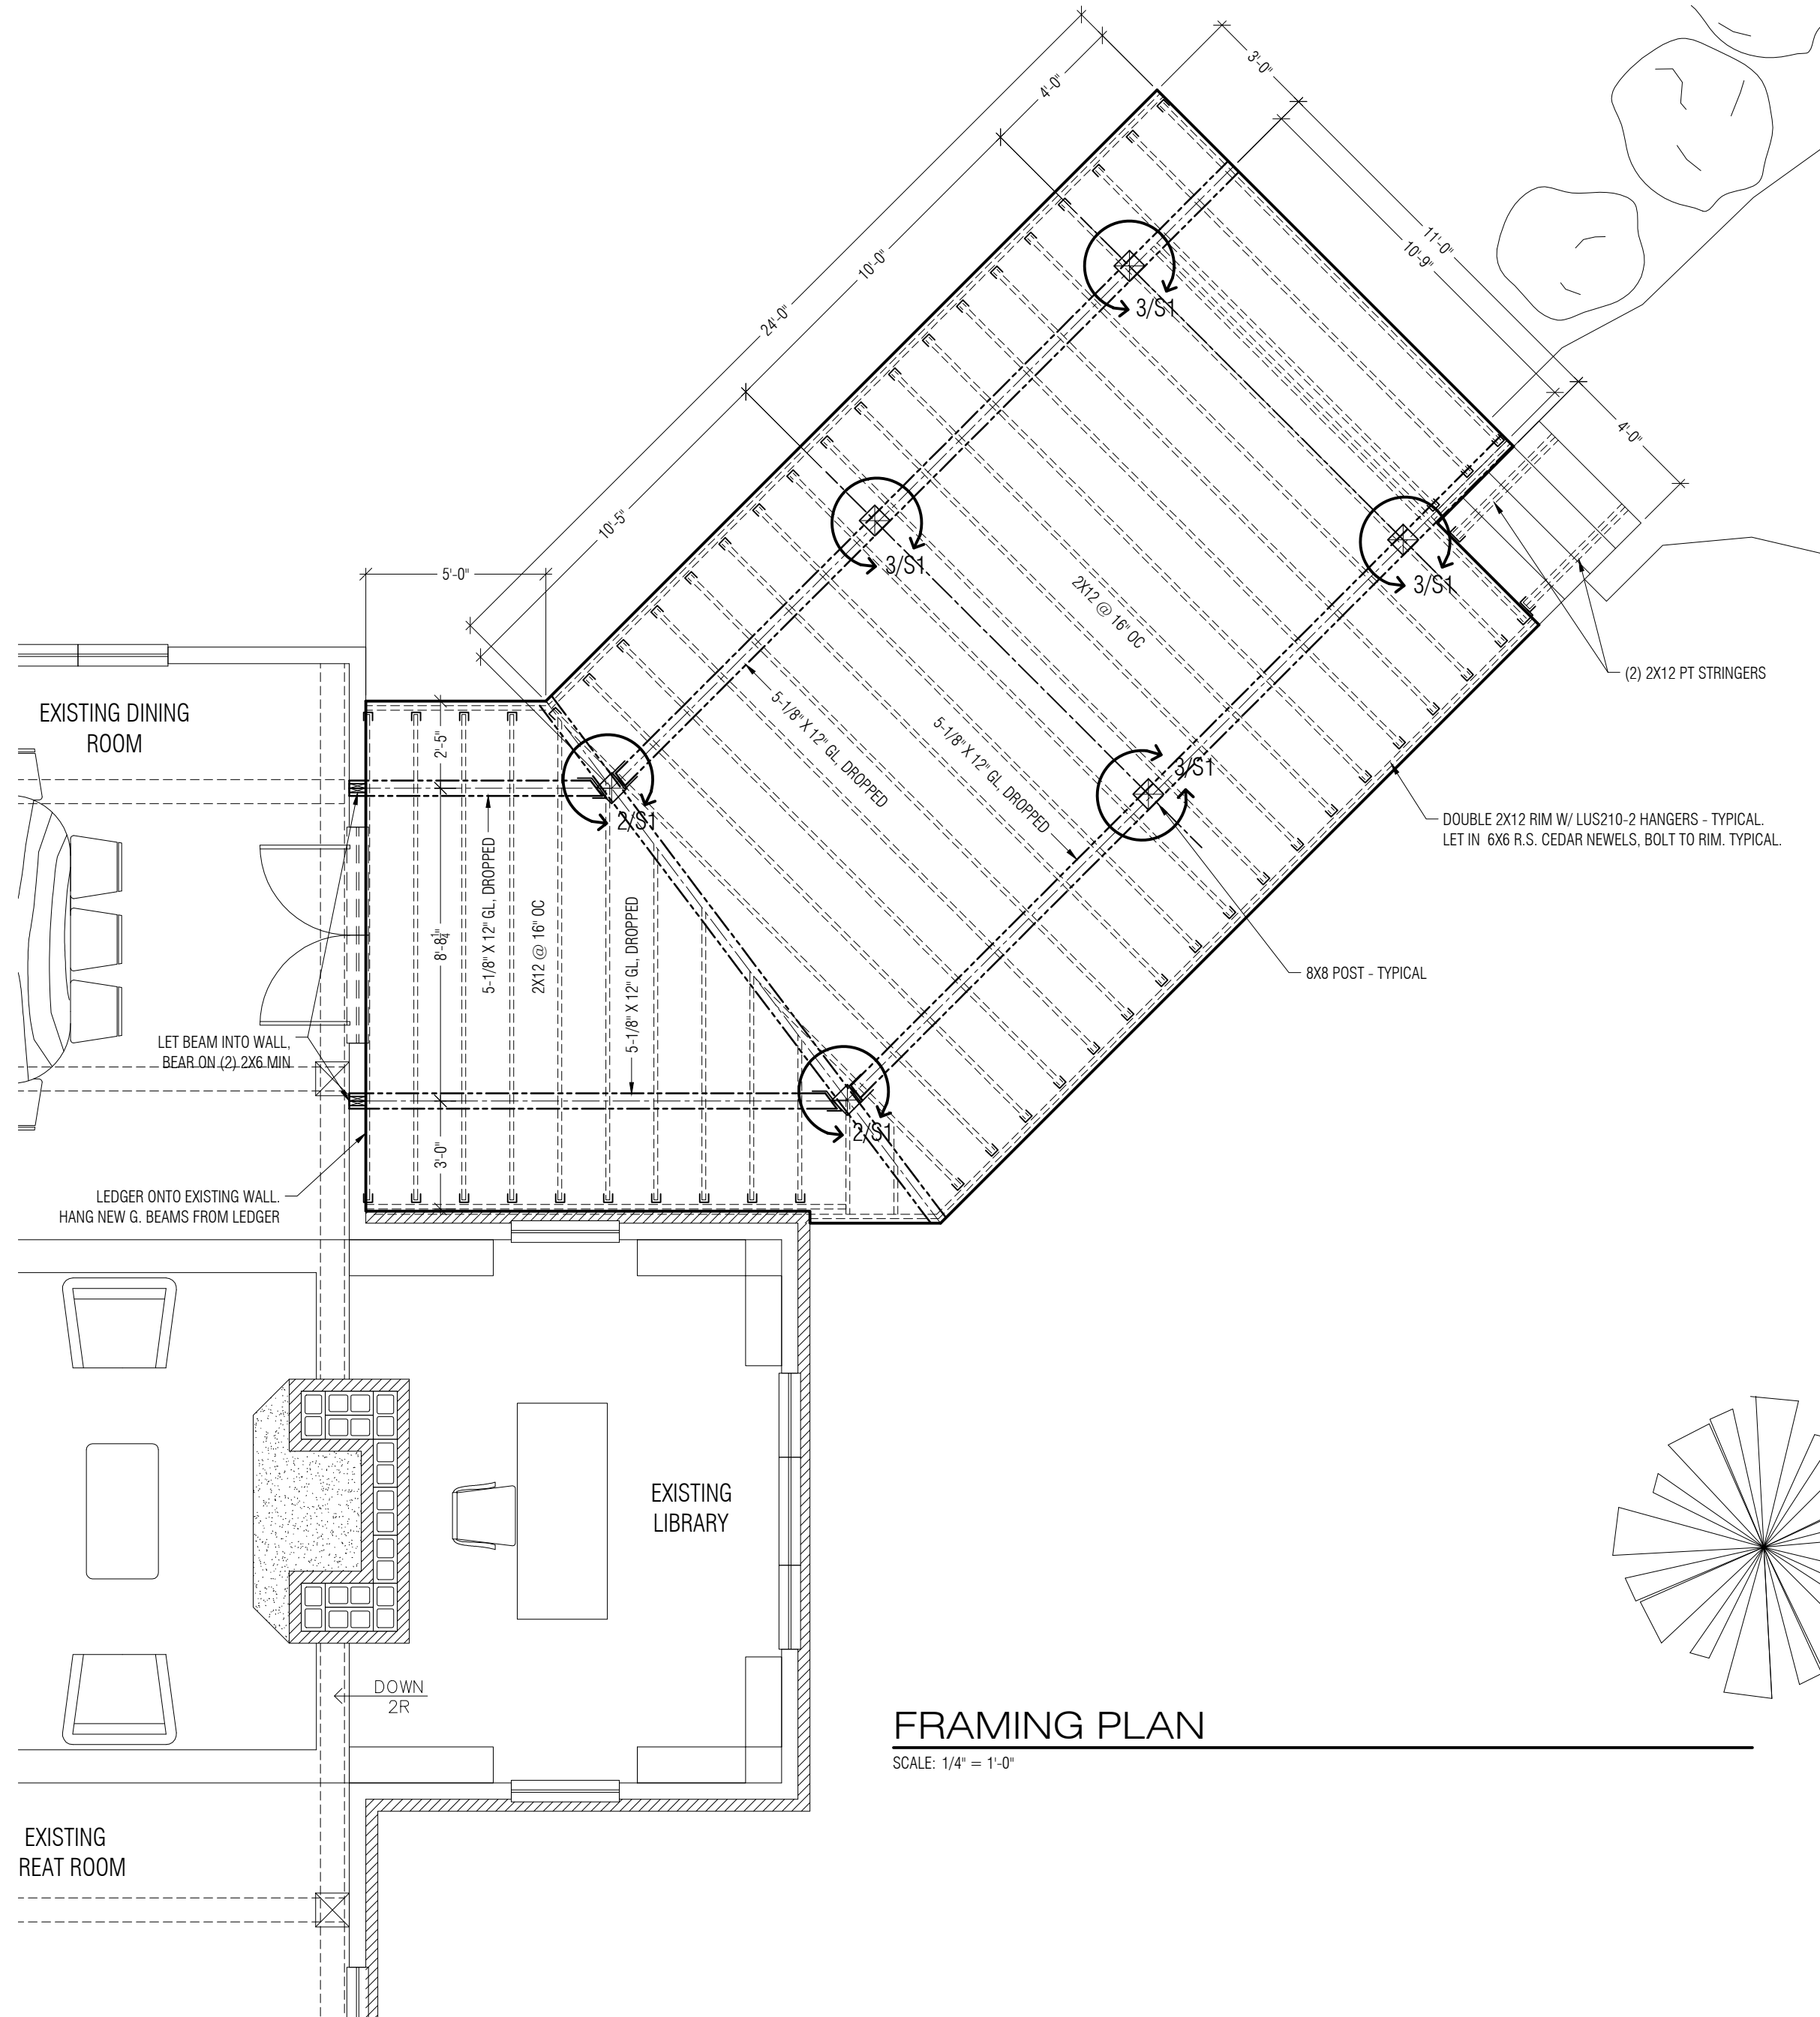 3'-0"
4'-0"
11'-0"
10'-9"
10'-0"
24'-0"
3/S1
4'-0"
10'-5"
3/S1
5'-0"
3/S1
2X12 @ 16" OC
(2) 2X12 PT STRINGERS
EXISTING DINING
ROOM
2'-5"
5-1/8" X 12" GL, DROPPED
5-1/8" X 12" GL, DROPPED
3/S1
2/S1
DOUBLE 2X12 RIM W/ LUS210-2 HANGERS - TYPICAL.
LET IN 6X6 R.S. CEDAR NEWELS, BOLT TO RIM. TYPICAL.
8'-8¼"
5-1/8" X 12" GL, DROPPED
2X12 @ 16" OC
5-1/8" X 12" GL, DROPPED
8X8 POST - TYPICAL
LET BEAM INTO WALL,
BEAR ON (2) 2X6 MIN
2/S1
3'-0"
LEDGER ONTO EXISTING WALL.
HANG NEW G. BEAMS FROM LEDGER
EXISTING
LIBRARY
DOWN
2R
FRAMING PLAN
SCALE: 1/4" = 1'-0"
EXISTING
REAT ROOM